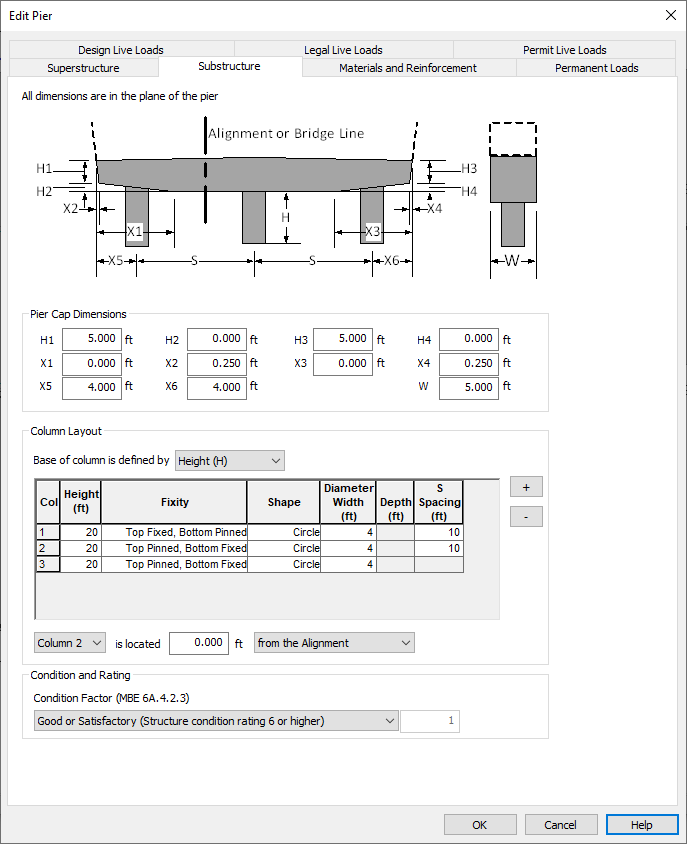 Edit Pier
Design Live Loads Legal Live Loads Permit Live Loads
Superstructure Substructure Materials and Reinforcement Permanent Loads
All dimensions are in the plane of the pier
Alignment or Bridge Line
H1 H3
H2 H4
X2 X4
H
X1 X3
X5 S S X6 W
Pier Cap Dimensions
H1 5.000 ft H2 0.000 ft H3 5.000 ft H4 0.000 ft
X1 0.000 ft X2 0.250 ft X3 0.000 ft X4 0.250 ft
X5 4.000 ft X6 4.000 ft W 5.000 ft
Column Layout
Base of column is defined by Height (H)
+
-
Col Height (ft) Fixity Shape Diameter Width (ft) Depth (ft) S Spacing (ft)
1 20 Top Fixed, Bottom Pinned Circle 4 10
2 20 Top Pinned, Bottom Fixed Circle 4 10
3 20 Top Pinned, Bottom Fixed Circle 4
Column 2 is located 0.000 ft from the Alignment
Condition and Rating
Condition Factor (MBE 6A.4.2.3)
Good or Satisfactory (Structure condition rating 6 or higher) 1
OK Cancel Help